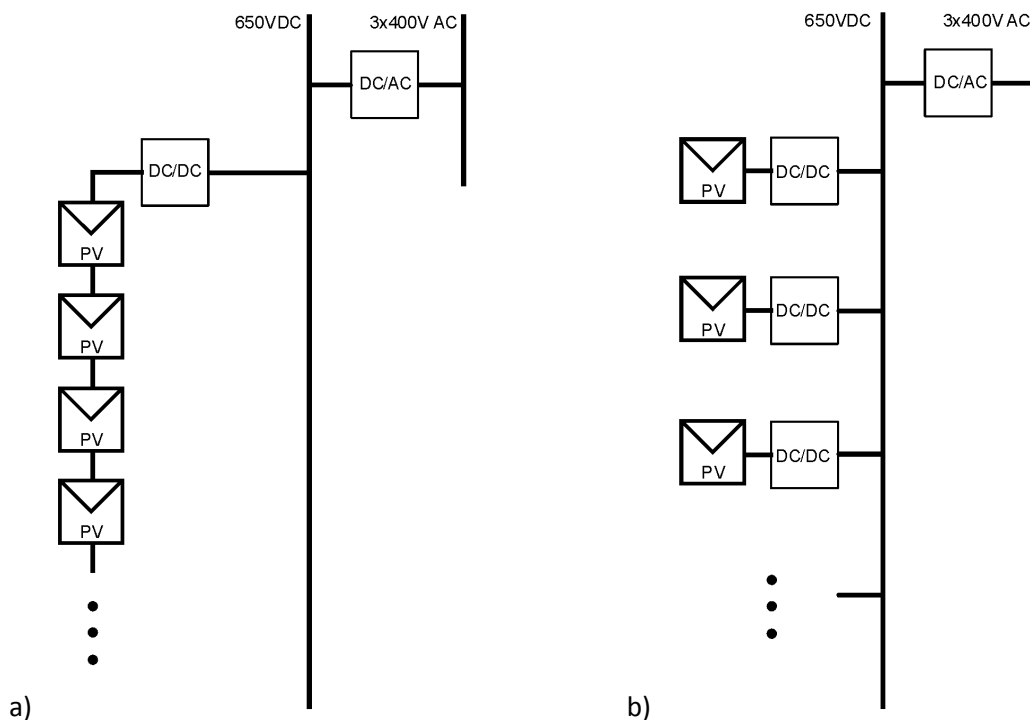 650VDC 3x400V AC
DC/AC
DC/DC
PV
PV
PV
PV
a)
650VDC 3x400V AC
DC/AC
PV DC/DC
PV DC/DC
PV DC/DC
b)